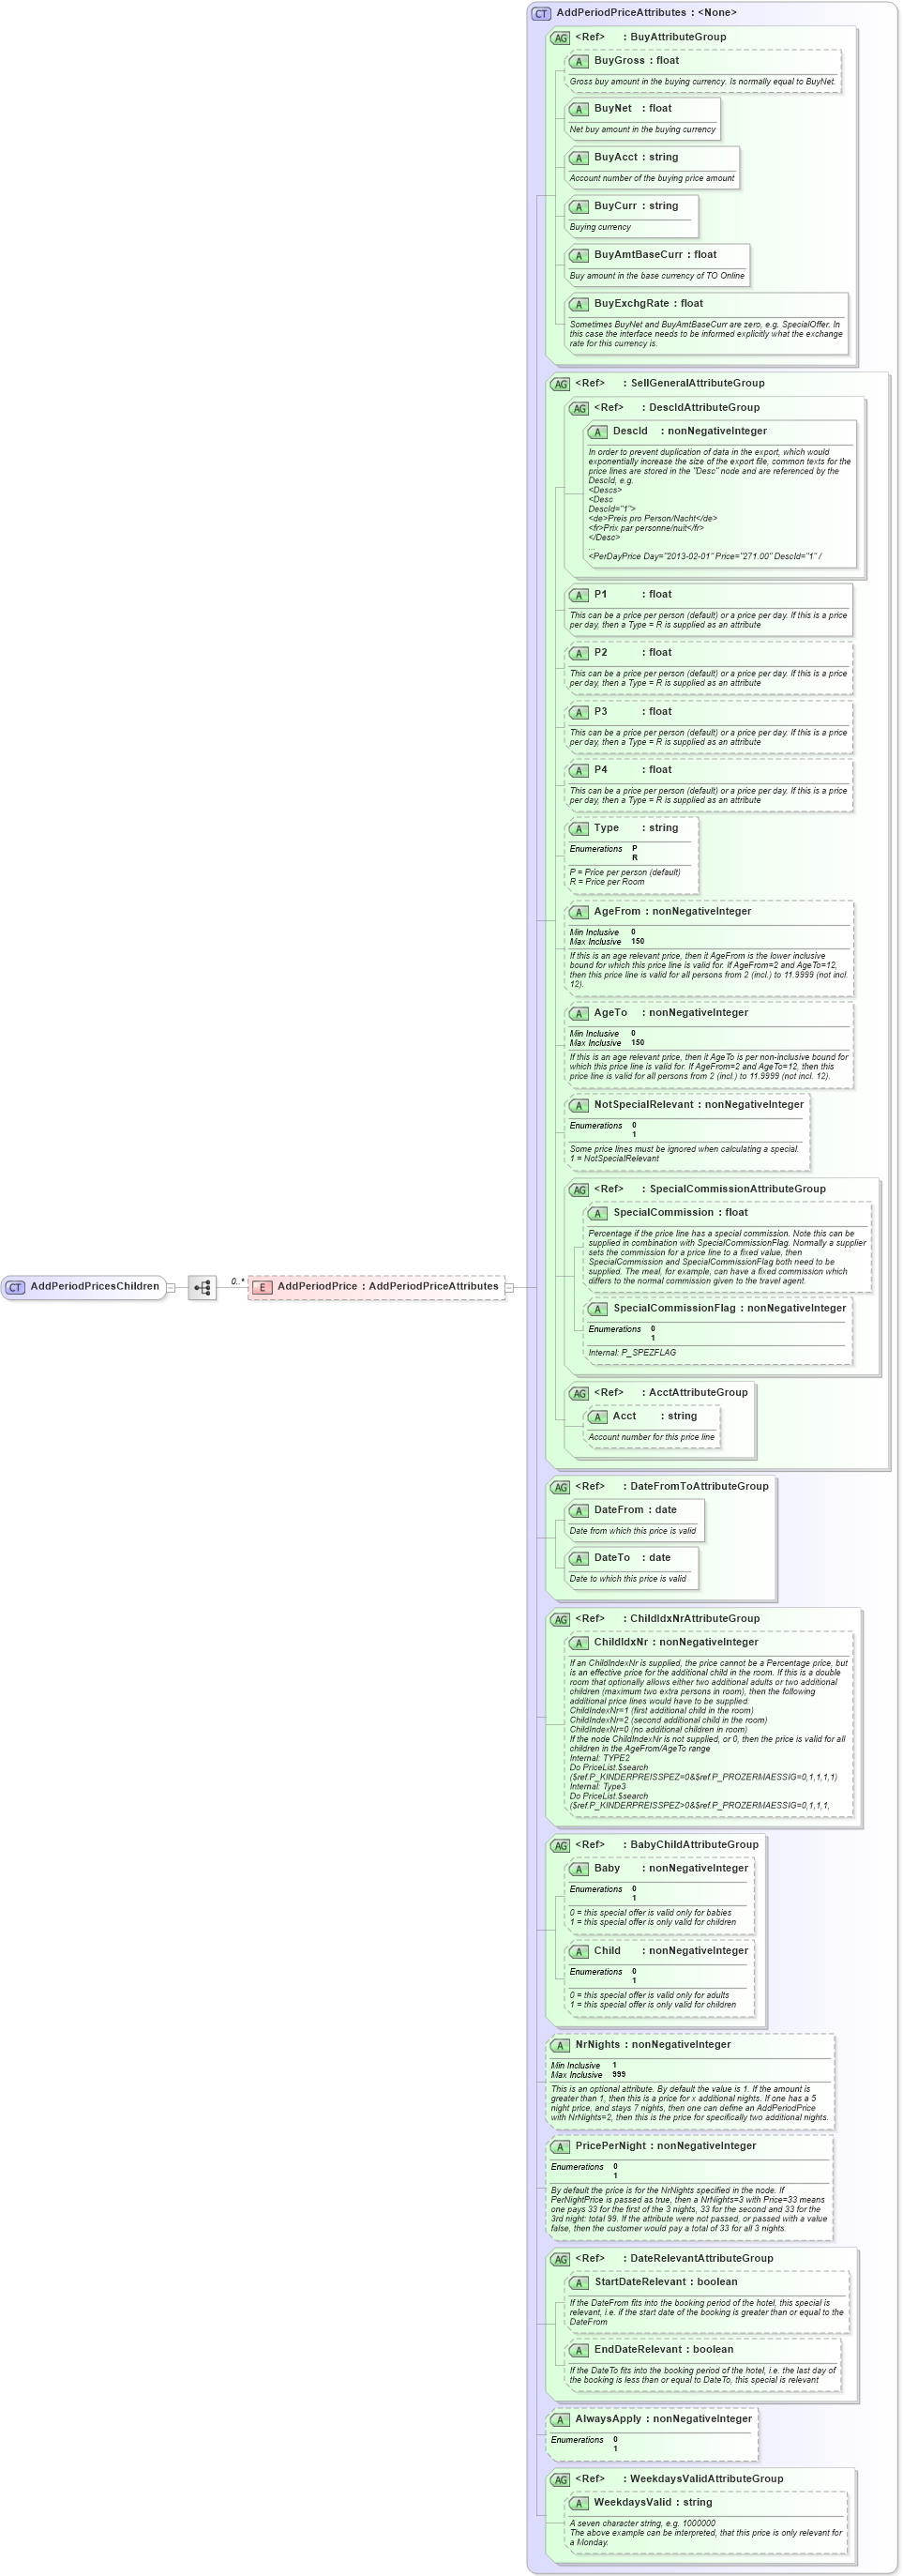 CT AddPeriodPriceAttributes : <None>
AG <Ref> : BuyAttributeGroup
A BuyGross : float
Gross buy amount in the buying currency. Is normally equal to BuyNet.
A BuyNet : float
Net buy amount in the buying currency
A BuyAcct : string
Account number of the buying price amount
A BuyCurr : string
Buying currency
A BuyAmtBaseCurr : float
Buy amount in the base currency of TO Online
A BuyExchgRate : float
Sometimes BuyNet and BuyAmtBaseCurr are zero, e.g. SpecialOffer. In
this case the interface needs to be informed explicitly what the exchange
rate for this currency is.
AG <Ref> : SellGeneralAttributeGroup
AG <Ref> : DescIdAttributeGroup
A DescId : nonNegativeInteger
In order to prevent duplication of data in the export, which would
exponentially increase the size of the export file, common texts for the
price lines are stored in the "Desc" node and are referenced by the
DescId, e.g.
<Descs>
<Desc
DescId="1">
<de>Preis pro Person/Nacht</de>
<fr>Prix par personne/nuit</fr>
</Desc>
...
<PerDayPrice Day="2013-02-01" Price="271.00" DescId="1" /
A P1 : float
This can be a price per person (default) or a price per day. If this is a price
per day, then a Type = R is supplied as an attribute
A P2 : float
This can be a price per person (default) or a price per day. If this is a price
per day, then a Type = R is supplied as an attribute
A P3 : float
This can be a price per person (default) or a price per day. If this is a price
per day, then a Type = R is supplied as an attribute
A P4 : float
This can be a price per person (default) or a price per day. If this is a price
per day, then a Type = R is supplied as an attribute
A Type : string
Enumerations P
R
P = Price per person (default)
R = Price per Room
A AgeFrom : nonNegativeInteger
Min Inclusive 0
Max Inclusive 150
If this is an age relevant price, then it AgeFrom is the lower inclusive
bound for which this price line is valid for. If AgeFrom=2 and AgeTo=12,
then this price line is valid for all persons from 2 (incl.) to 11.9999 (not incl.
12).
A AgeTo : nonNegativeInteger
Min Inclusive 0
Max Inclusive 150
If this is an age relevant price, then it AgeTo is per non-inclusive bound for
which this price line is valid for. If AgeFrom=2 and AgeTo=12, then this
price line is valid for all persons from 2 (incl.) to 11.9999 (not incl. 12).
A NotSpecialRelevant : nonNegativeInteger
Enumerations 0
1
Some price lines must be ignored when calculating a special.
1 = NotSpecialRelevant
AG <Ref> : SpecialCommissionAttributeGroup
A SpecialCommission : float
Percentage if the price line has a special commission. Note this can be
supplied in combination with SpecialCommissionFlag. Normally a supplier
sets the commission for a price line to a fixed value, then
SpecialCommission and SpecialCommissionFlag both need to be
supplied. The meal, for example, can have a fixed commission which
differs to the normal commission given to the travel agent.
CT AddPeriodPricesChildren 0..* E AddPeriodPrice : AddPeriodPriceAttributes
A SpecialCommissionFlag : nonNegativeInteger
Enumerations 0
1
Internal: P_SPEZFLAG
AG <Ref> : AcctAttributeGroup
A Acct : string
Account number for this price line
AG <Ref> : DateFromToAttributeGroup
A DateFrom : date
Date from which this price is valid
A DateTo : date
Date to which this price is valid
AG <Ref> : ChildIdxNrAttributeGroup
A ChildIdxNr : nonNegativeInteger
If an ChildIndexNr is supplied, the price cannot be a Percentage price, but
is an effective price for the additional child in the room. If this is a double
room that optionally allows either two additional adults or two additional
children (maximum two extra persons in room), then the following
additional price lines would have to be supplied:
ChildIndexNr=1 (first additional child in the room)
ChildIndexNr=2 (second additional child in the room)
ChildIndexNr=0 (no additional children in room)
If the node ChildIndexNr is not supplied, or 0, then the price is valid for all
children in the AgeFrom/AgeTo range
Internal: TYPE2
Do PriceList.$search
($ref.P_KINDERPREISSPEZ=0&$ref.P_PROZERMAESSIG=0,1,1,1,1)
Internal: Type3
Do PriceList.$search
($ref.P_KINDERPREISSPEZ>0&$ref.P_PROZERMAESSIG=0,1,1,1,
AG <Ref> : BabyChildAttributeGroup
A Baby : nonNegativeInteger
Enumerations 0
1
0 = this special offer is valid only for babies
1 = this special offer is only valid for children
A Child : nonNegativeInteger
Enumerations 0
1
0 = this special offer is valid only for adults
1 = this special offer is only valid for children
A NrNights : nonNegativeInteger
Min Inclusive 1
Max Inclusive 999
This is an optional attribute. By default the value is 1. If the amount is
greater than 1, then this is a price for x additional nights. If one has a 5
night price, and stays 7 nights, then one can define an AddPeriodPrice
with NrNights=2, then this is the price for specifically two additional nights.
A PricePerNight : nonNegativeInteger
Enumerations 0
1
By default the price is for the NrNights specified in the node. If
PerNightPrice is passed as true, then a NrNights=3 with Price=33 means
one pays 33 for the first of the 3 nights, 33 for the second and 33 for the
3rd night: total 99. If the attribute were not passed, or passed with a value
false, then the customer would pay a total of 33 for all 3 nights.
AG <Ref> : DateRelevantAttributeGroup
A StartDateRelevant : boolean
If the DateFrom fits into the booking period of the hotel, this special is
relevant, i.e. if the start date of the booking is greater than or equal to the
DateFrom
A EndDateRelevant : boolean
If the DateTo fits into the booking period of the hotel, i.e. the last day of
the booking is less than or equal to DateTo, this special is relevant
A AlwaysApply : nonNegativeInteger
Enumerations 0
1
AG <Ref> : WeekdaysValidAttributeGroup
A WeekdaysValid : string
A seven character string, e.g. 1000000
The above example can be interpreted, that this price is only relevant for
a Monday.